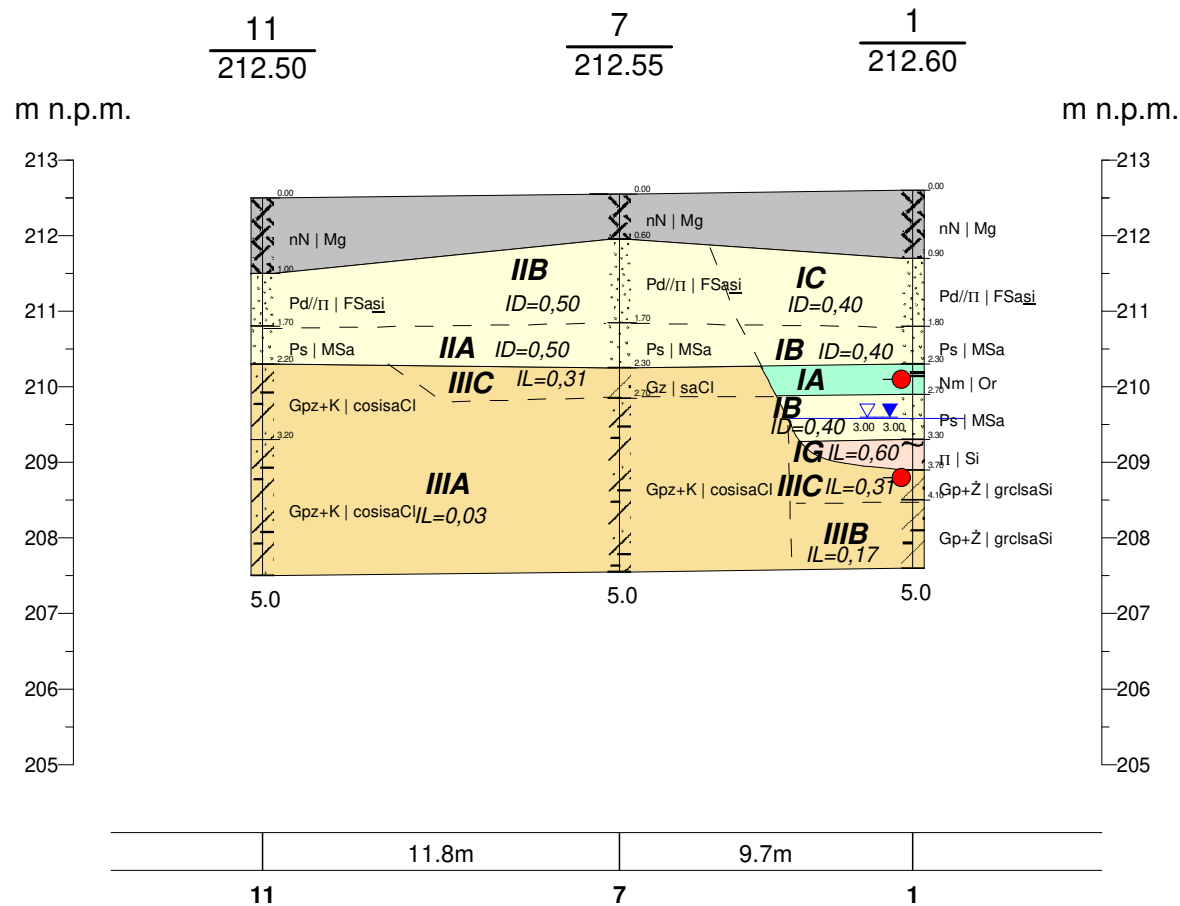 11
212.50
7
212.55
1
212.60
m n.p.m.
m n.p.m.
213
213
0.00
0.00
0.00
nN | Mg
nN | Mg
nN | Mg
212
212
0.60
0.90
1.00
IIB
ID=0,50
IC
ID=0,40
Pd//Π | FSasi
Pd//Π | FSasi
Pd//Π | FSasi
211
211
1.70
1.70
1.80
IIA ID=0,50
IB ID=0,40
Ps | MSa
Ps | MSa
Ps | MSa
2.20
2.30
2.30
IIIC IL=0,31
IA
210
210
Gz | saCl
Nm | Or
2.70
2.70
Gpz+K | cosisaCl
IB
ID=0,40
3.00 3.00
Ps | MSa
3.20
3.30
IG IL=0,60
Π | Si
209
209
3.70
IIIA
IL=0,03
Gpz+K | cosisaCl
IIIC IL=0,31
Gp+Ż | grclsaSi
4.10
Gpz+K | cosisaCl
IIIB
IL=0,17
Gp+Ż | grclsaSi
208
208
5.0
5.0
5.0
207
207
206
206
205
205
11.8m
9.7m
11
7
1